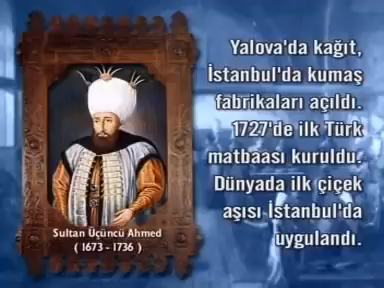 Yalova'da kağıt,
İstanbul'da kumaş
fabrikaları açıldı.
1727'de ilk Türk
matbaası kuruldu.
Dünyada ilk çiçek
aşısı İstanbul'da
uygulandı.
Sultan Üçüncü Ahmed
( 1673 - 1736 )